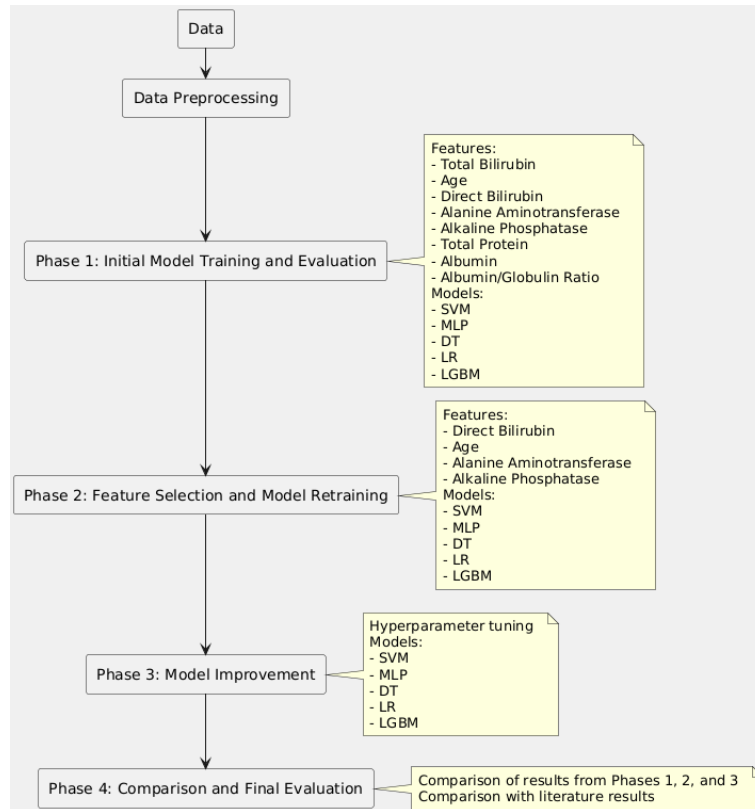 Data
Data Preprocessing
Phase 1: Initial Model Training and Evaluation
Features:
- Total Bilirubin
- Age
- Direct Bilirubin
- Alanine Aminotransferase
- Alkaline Phosphatase
- Total Protein
- Albumin
- Albumin/Globulin Ratio
Models:
- SVM
- MLP
- DT
- LR
- LGBM
Phase 2: Feature Selection and Model Retraining
Features:
- Direct Bilirubin
- Age
- Alanine Aminotransferase
- Alkaline Phosphatase
Models:
- SVM
- MLP
- DT
- LR
- LGBM
Phase 3: Model Improvement
Hyperparameter tuning
Models:
- SVM
- MLP
- DT
- LR
- LGBM
Phase 4: Comparison and Final Evaluation
Comparison of results from Phases 1, 2, and 3
Comparison with literature results